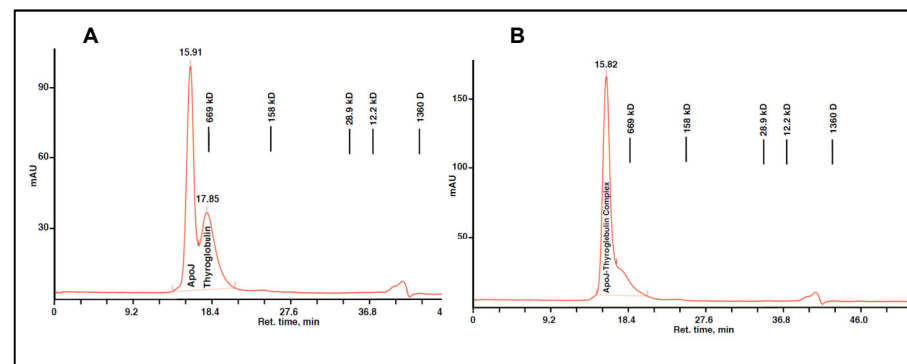 A
15.91
17.85
ApoJ
Thyroglobulin
669 kD
158 kD
28.9 kD
12.2 kD
1360 D
90
60
30
mAU
0 9.2 18.4 27.6 36.8 4
Ret. time, min
B
15.82
ApoJ-Thyroglebulin Complex
669 kD
158 kD
28.9 kD
12.2 kD
1360 D
150
100
50
mAU
0 9.2 18.4 27.6 36.8 46.0
Ret. time, min